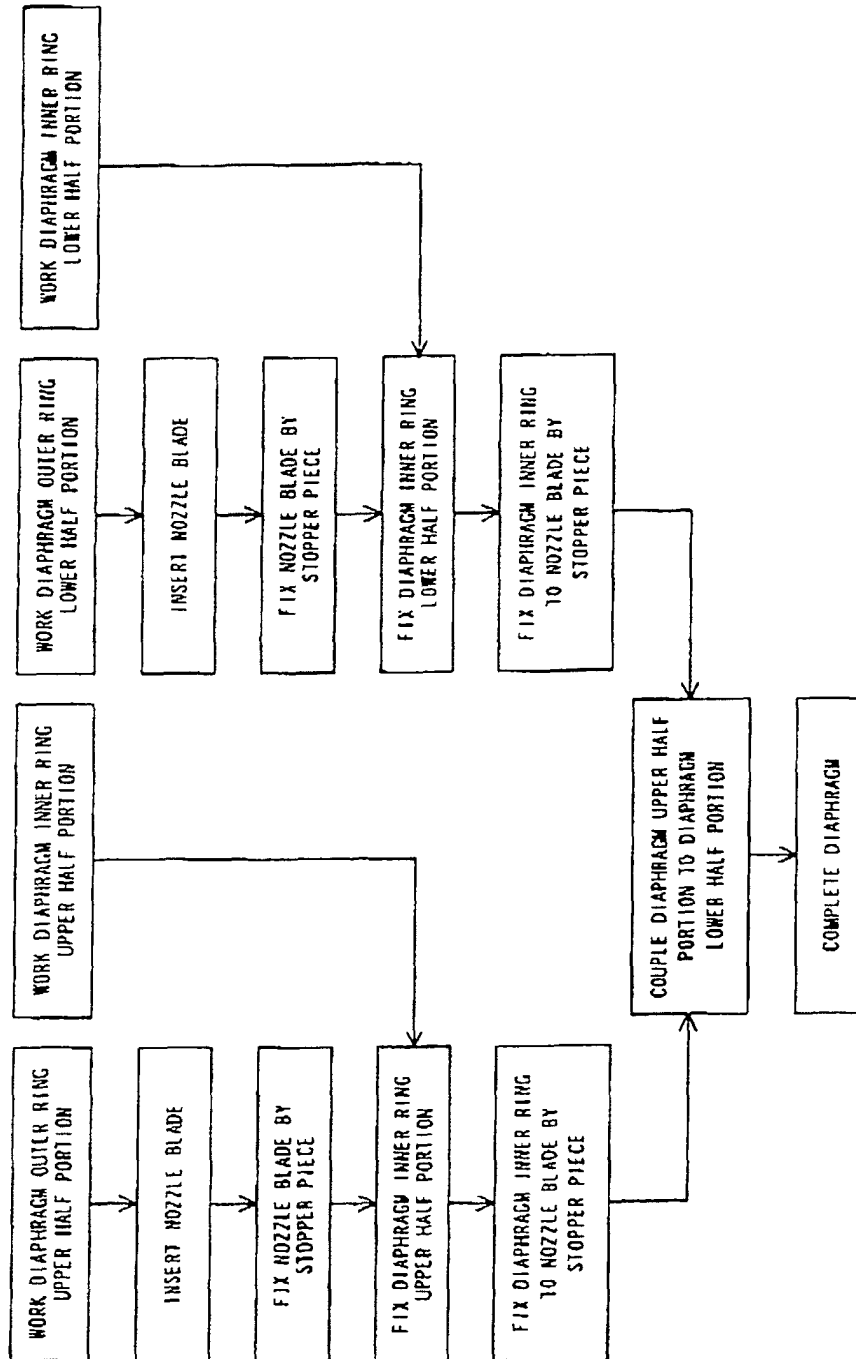 WORK DIAPHRAGM OUTER RING
UPPER HALF PORTION
INSERT NOZZLE BLADE
FIX NOZZLE BLADE BY
STOPPER PIECE
FIX DIAPHRAGM INNER RING
UPPER HALF PORTION
FIX DIAPHRAGM INNER RING
TO NOZZLE BLADE BY
STOPPER PIECE
WORK DIAPHRAGM INNER RING
UPPER HALF PORTION
WORK DIAPHRAGM OUTER RING
LOWER HALF PORTION
INSERT NOZZLE BLADE
FIX NOZZLE BLADE BY
STOPPER PIECE
FIX DIAPHRAGM INNER RING
LOWER HALF PORTION
FIX DIAPHRAGM INNER RING
TO NOZZLE BLADE BY
STOPPER PIECE
WORK DIAPHRAGM INNER RING
LOWER HALF PORTION
COUPLE DIAPHRAGM UPPER HALF
PORTION TO DIAPHRAGM
LOWER HALF PORTION
COMPLETE DIAPHRAGM